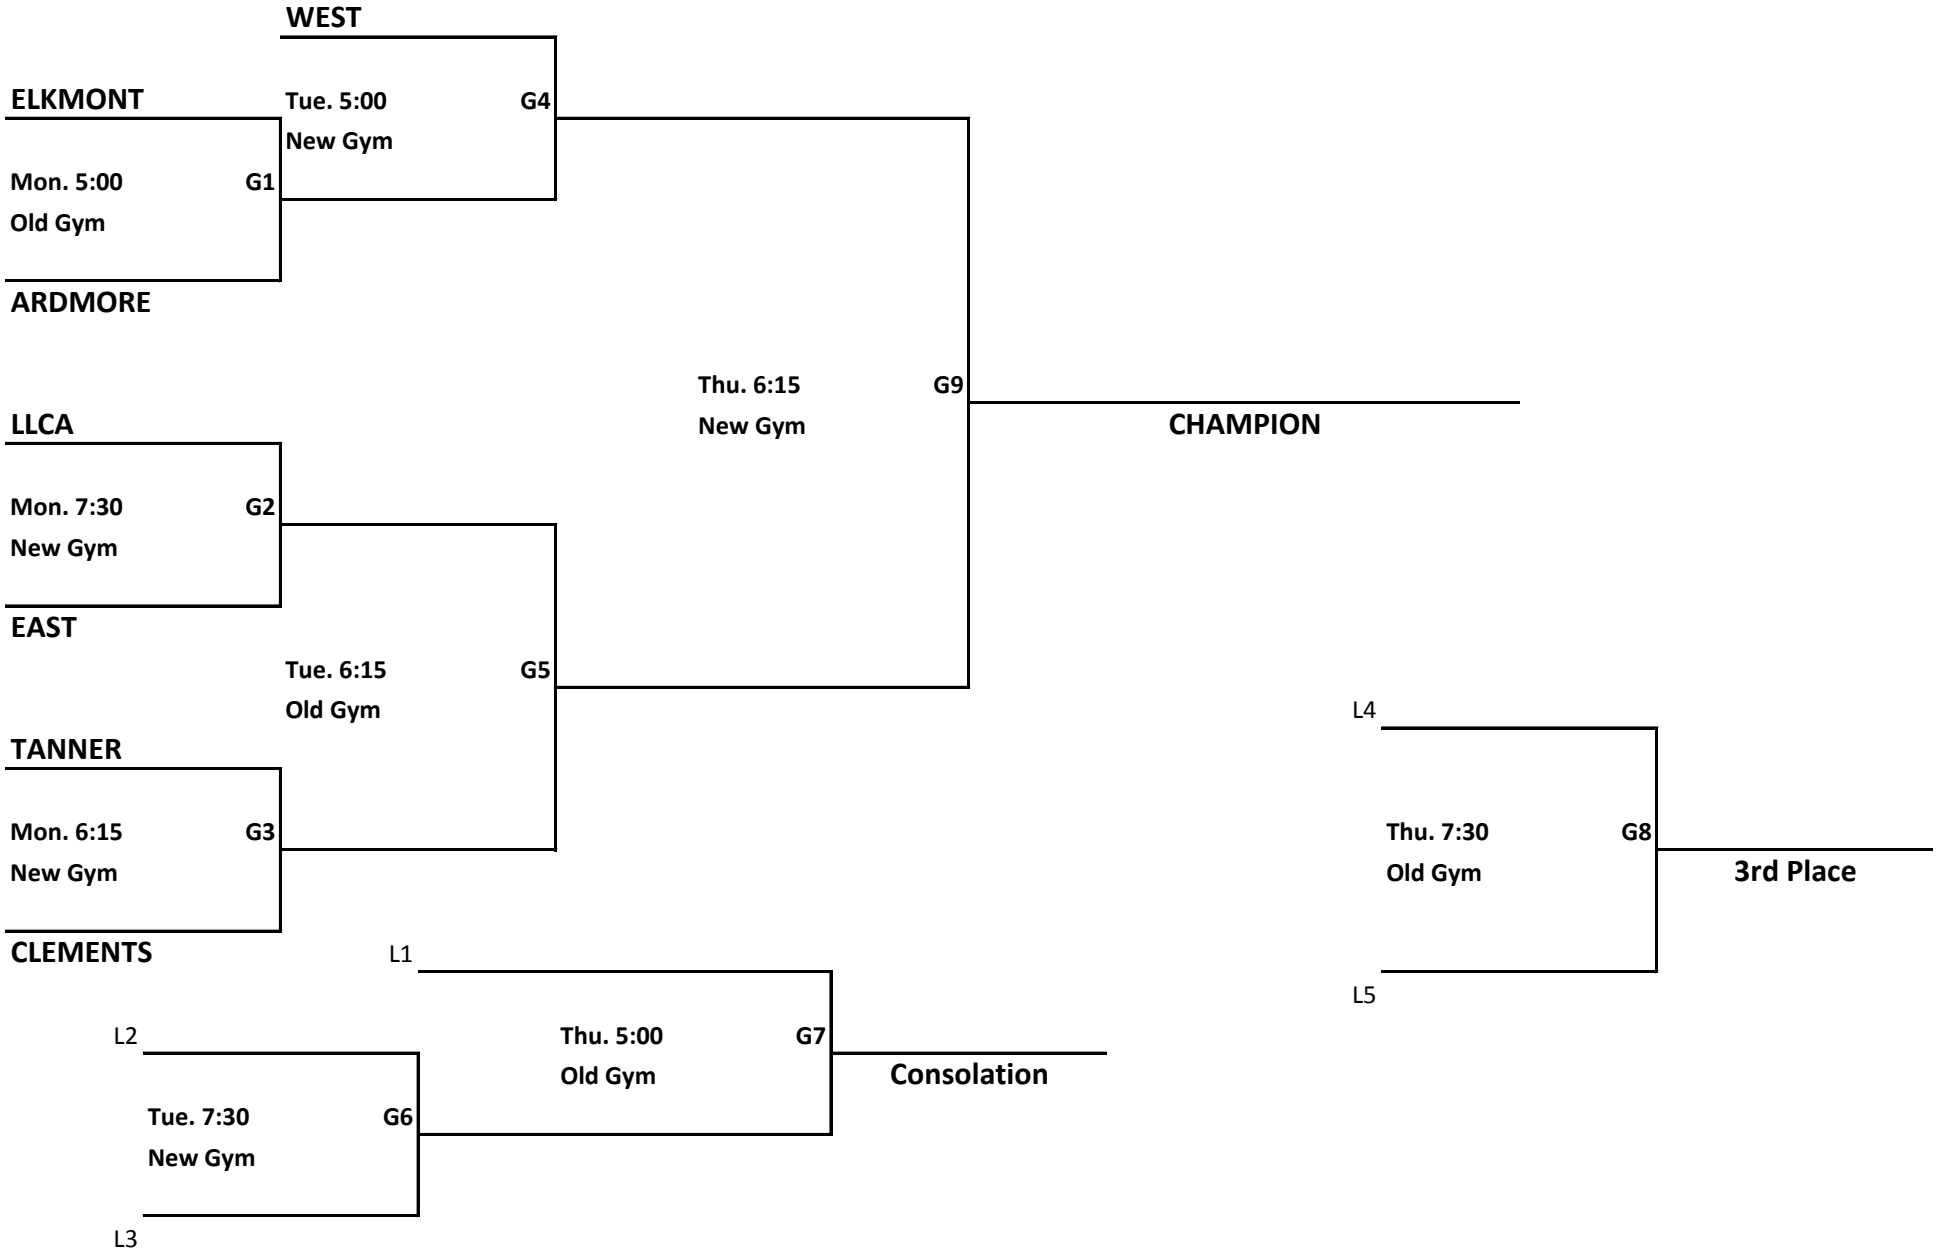 WEST
ELKMONT
Tue. 5:00 G4
New Gym
Mon. 5:00 G1
Old Gym
ARDMORE
Thu. 6:15 G9
New Gym
CHAMPION
LLCA
Mon. 7:30 G2
New Gym
EAST
Tue. 6:15 G5
Old Gym
L4
TANNER
Mon. 6:15 G3
New Gym
Thu. 7:30 G8
Old Gym
3rd Place
CLEMENTS
L1
L5
L2
Thu. 5:00 G7
Old Gym
Consolation
Tue. 7:30 G6
New Gym
L3